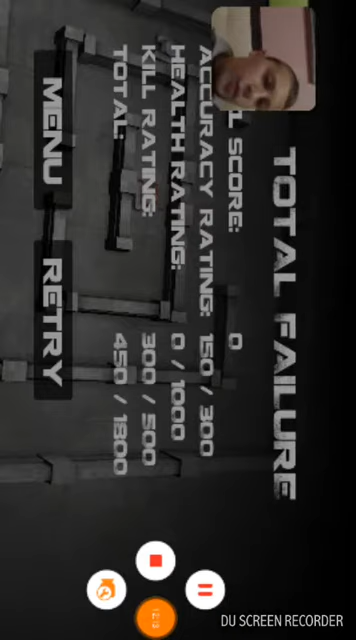 TOTAL FAILURE
1 SCORE: 0
ACCURACY RATING: 150 / 300
HEALTH RATING: 0 / 1000
KILL RATING: 300 / 500
TOTAL: 450 / 1800
MENU RETRY
DU SCREEN RECORDER